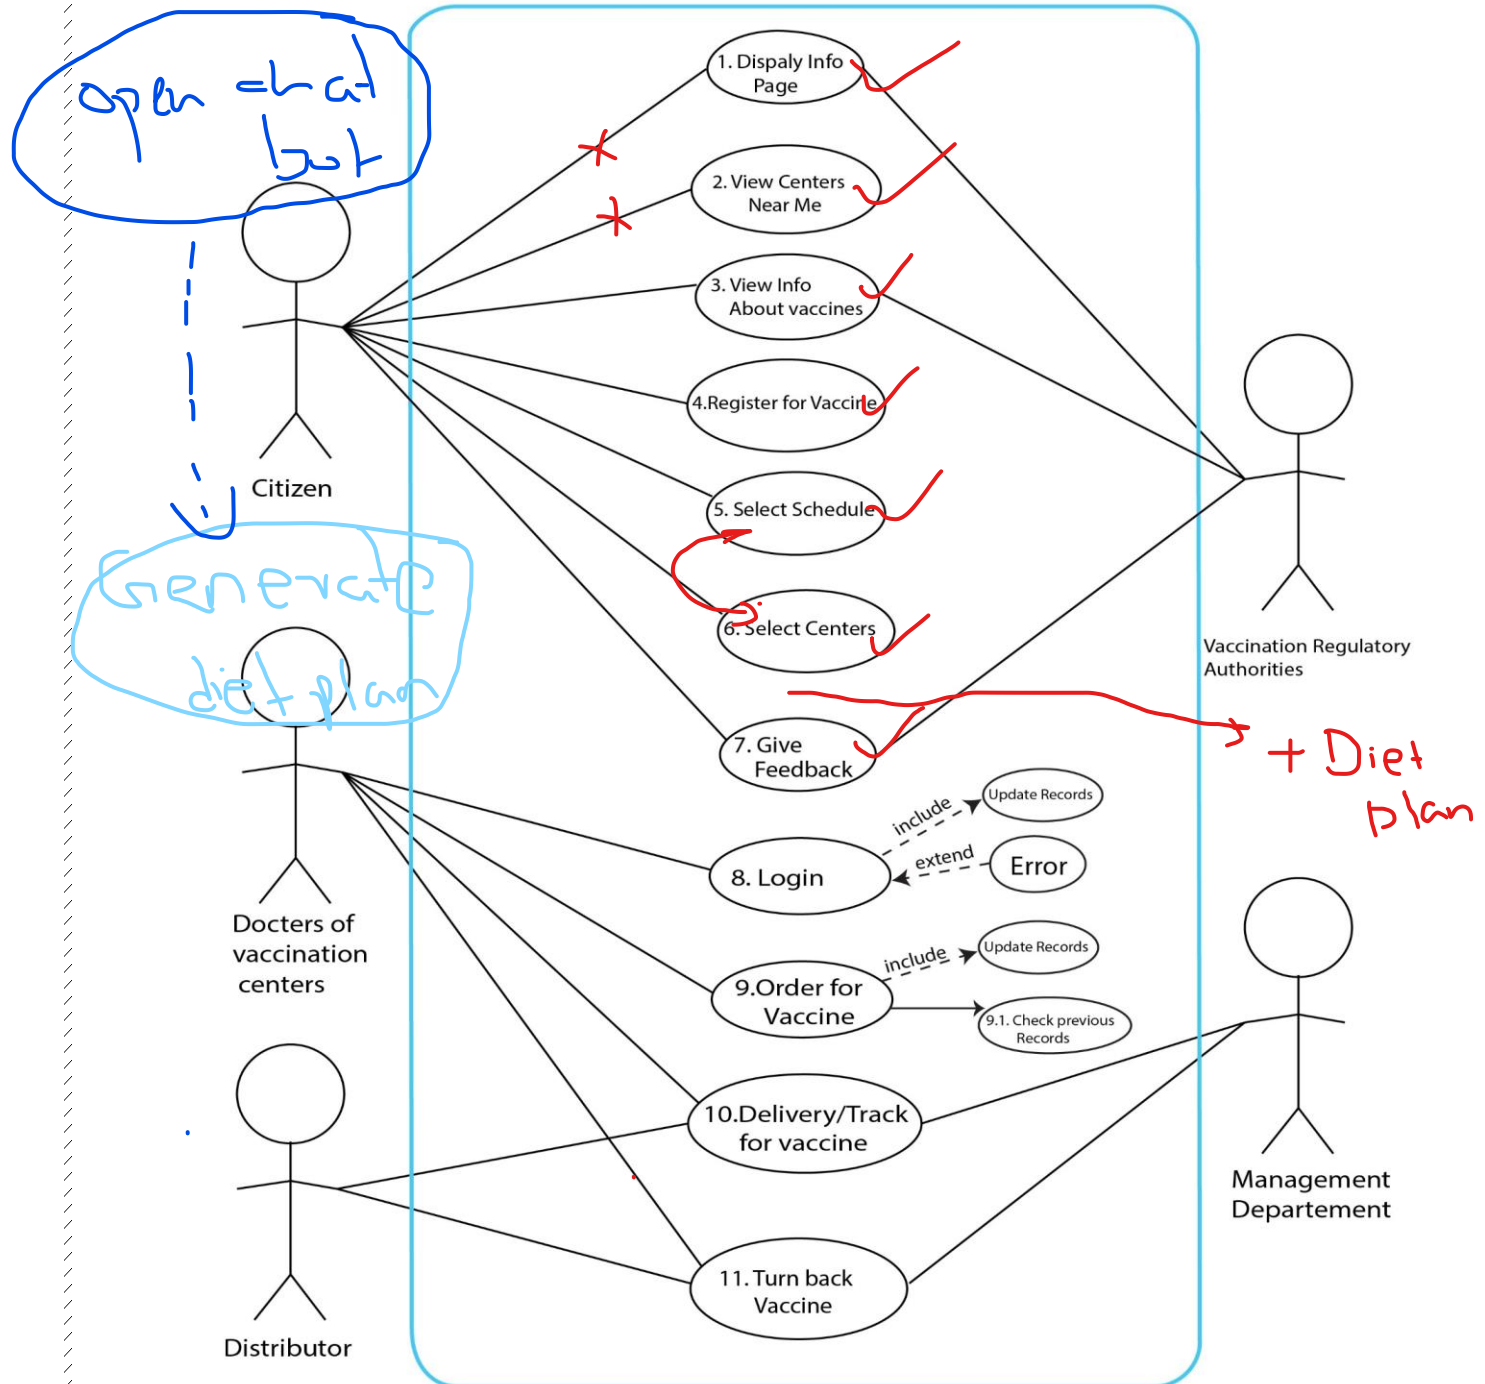 open chat
bot
1. Dispaly Info
Page
2. View Centers
Near Me
3. View Info
About vaccines
4.Register for Vaccine
Citizen
5. Select Schedule
Generate
diet plan
6. Select Centers
Vaccination Regulatory
Authorities
7. Give
Feedback
+ Diet
plan
include
Update Records
8. Login
extend
Error
Docters of
vaccination
centers
include
Update Records
9.Order for
Vaccine
9.1. Check previous
Records
10.Delivery/Track
for vaccine
Management
Departement
11. Turn back
Vaccine
Distributor